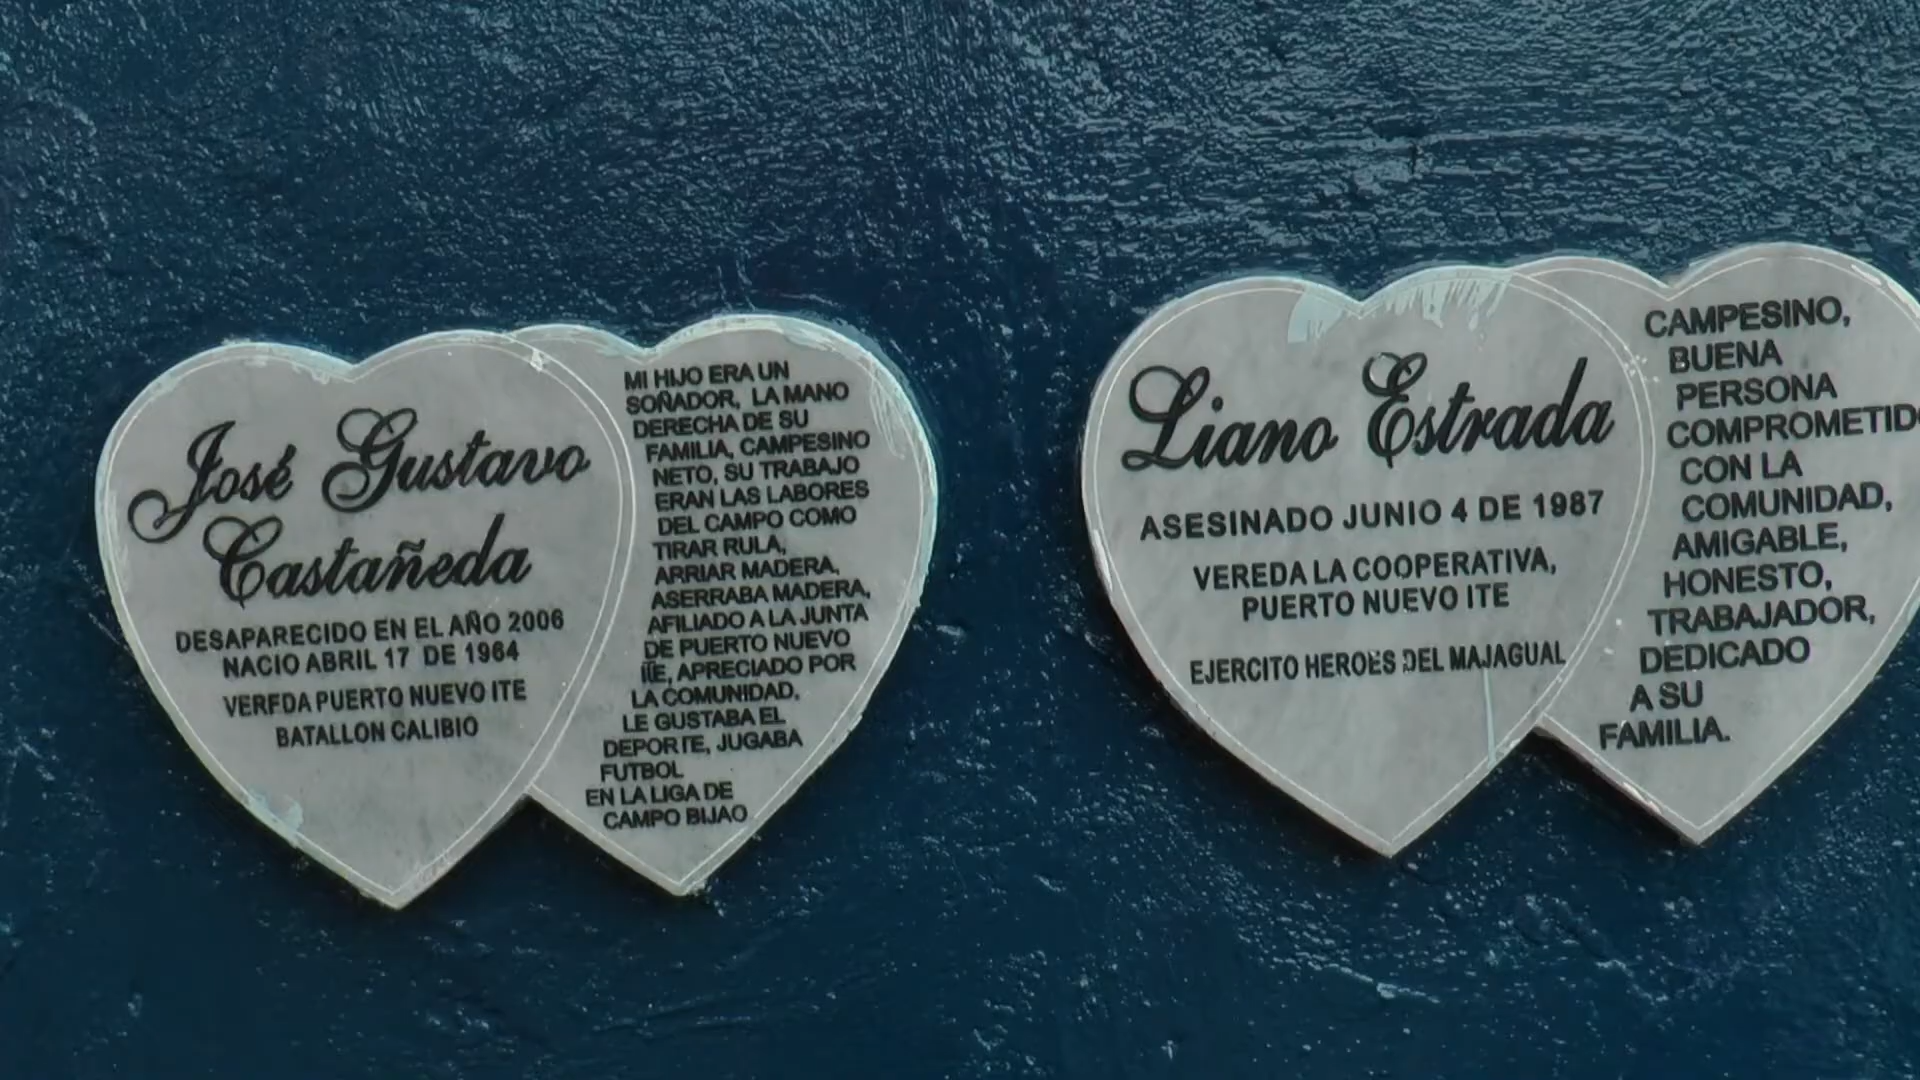 José Gustavo
Castañeda
DESAPARECIDO EN EL AÑO 2006
NACIO ABRIL 17 DE 1964
VEREDA PUERTO NUEVO ITE
BATALLON CALIBIO
MI HIJO ERA UN
SOÑADOR, LA MANO
DERECHA DE SU
FAMILIA, CAMPESINO
NETO, SU TRABAJO
ERAN LAS LABORES
DEL CAMPO COMO
TIRAR RULA,
ARRIAR MADERA,
ASERRABA MADERA,
AFILIADO A LA JUNTA
DE PUERTO NUEVO
ITE, APRECIADO POR
LA COMUNIDAD,
LE GUSTABA EL
DEPORTE, JUGABA
FUTBOL
EN LA LIGA DE
CAMPO BIJAO
Liano Estrada
ASESINADO JUNIO 4 DE 1987
VEREDA LA COOPERATIVA,
PUERTO NUEVO ITE
EJERCITO HEROES DEL MAJAGUAL
CAMPESINO,
BUENA
PERSONA
COMPROMETIDO
CON LA
COMUNIDAD,
AMIGABLE,
HONESTO,
TRABAJADOR,
DEDICADO
A SU
FAMILIA.